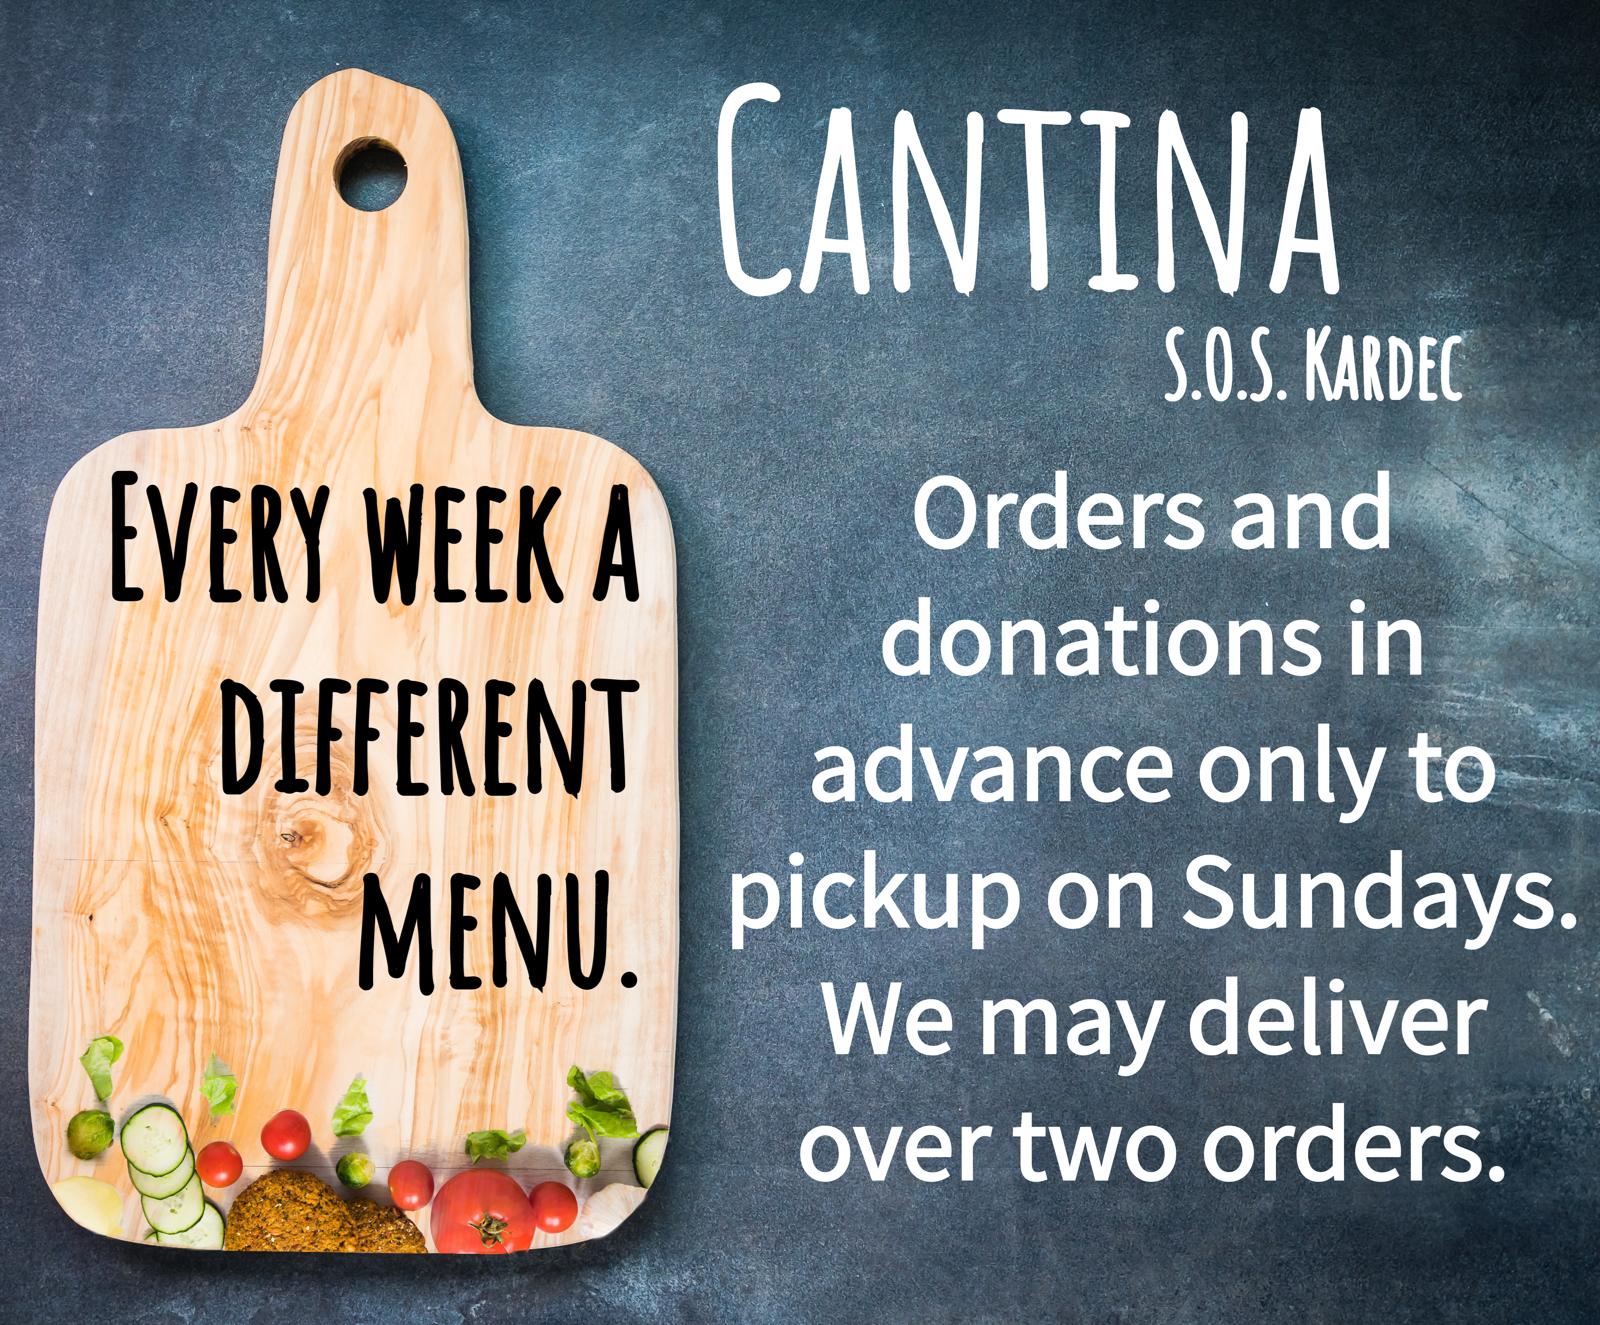 Every week a
different
menu.
Cantina
S.O.S. Kardec
Orders and
donations in
advance only to
pickup on Sundays.
We may deliver
over two orders.